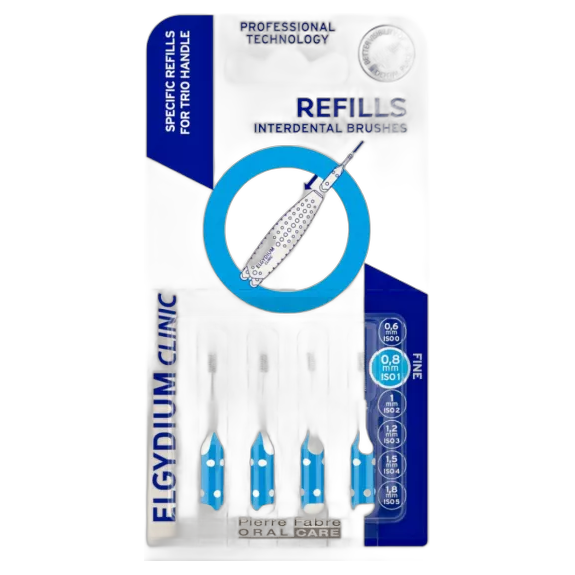 PROFESSIONAL
TECHNOLOGY
SPECIFIC REFILLS
FOR TRIO HANDLE
REFILLS
INTERDENTAL BRUSHES
ELGYDIUM
CLINIC
ELGYDIUM CLINIC
0,6
mm
ISO 0
0,8
mm
ISO 1
FINE
1
mm
ISO 2
1,2
mm
ISO 3
1,5
mm
ISO 4
1,8
mm
ISO 5
Pierre Fabre
ORAL CARE